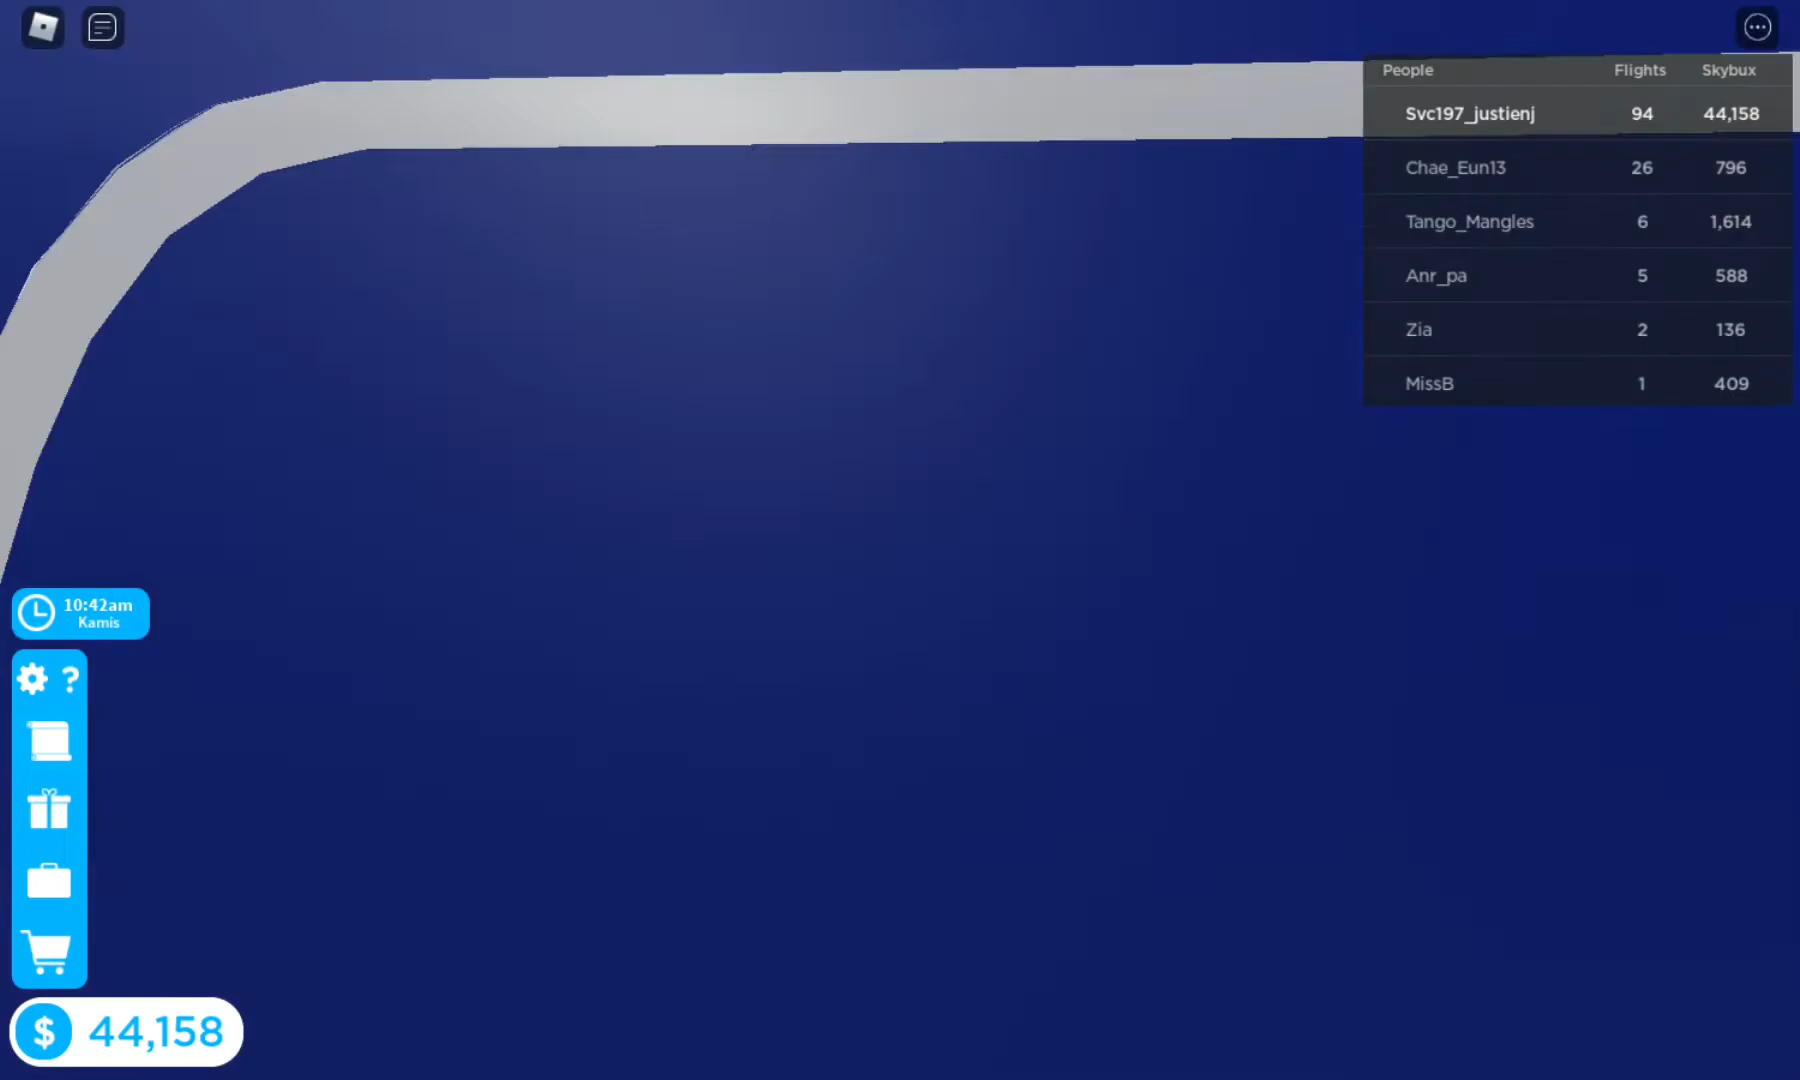 People Flights Skybux
Svc197_justienj 94 44,158
Chae_Eun13 26 796
Tango_Mangles 6 1,614
Anr_pa 5 588
Zia 2 136
MissB 1 409
10:42am
Kamis
?
$ 44,158